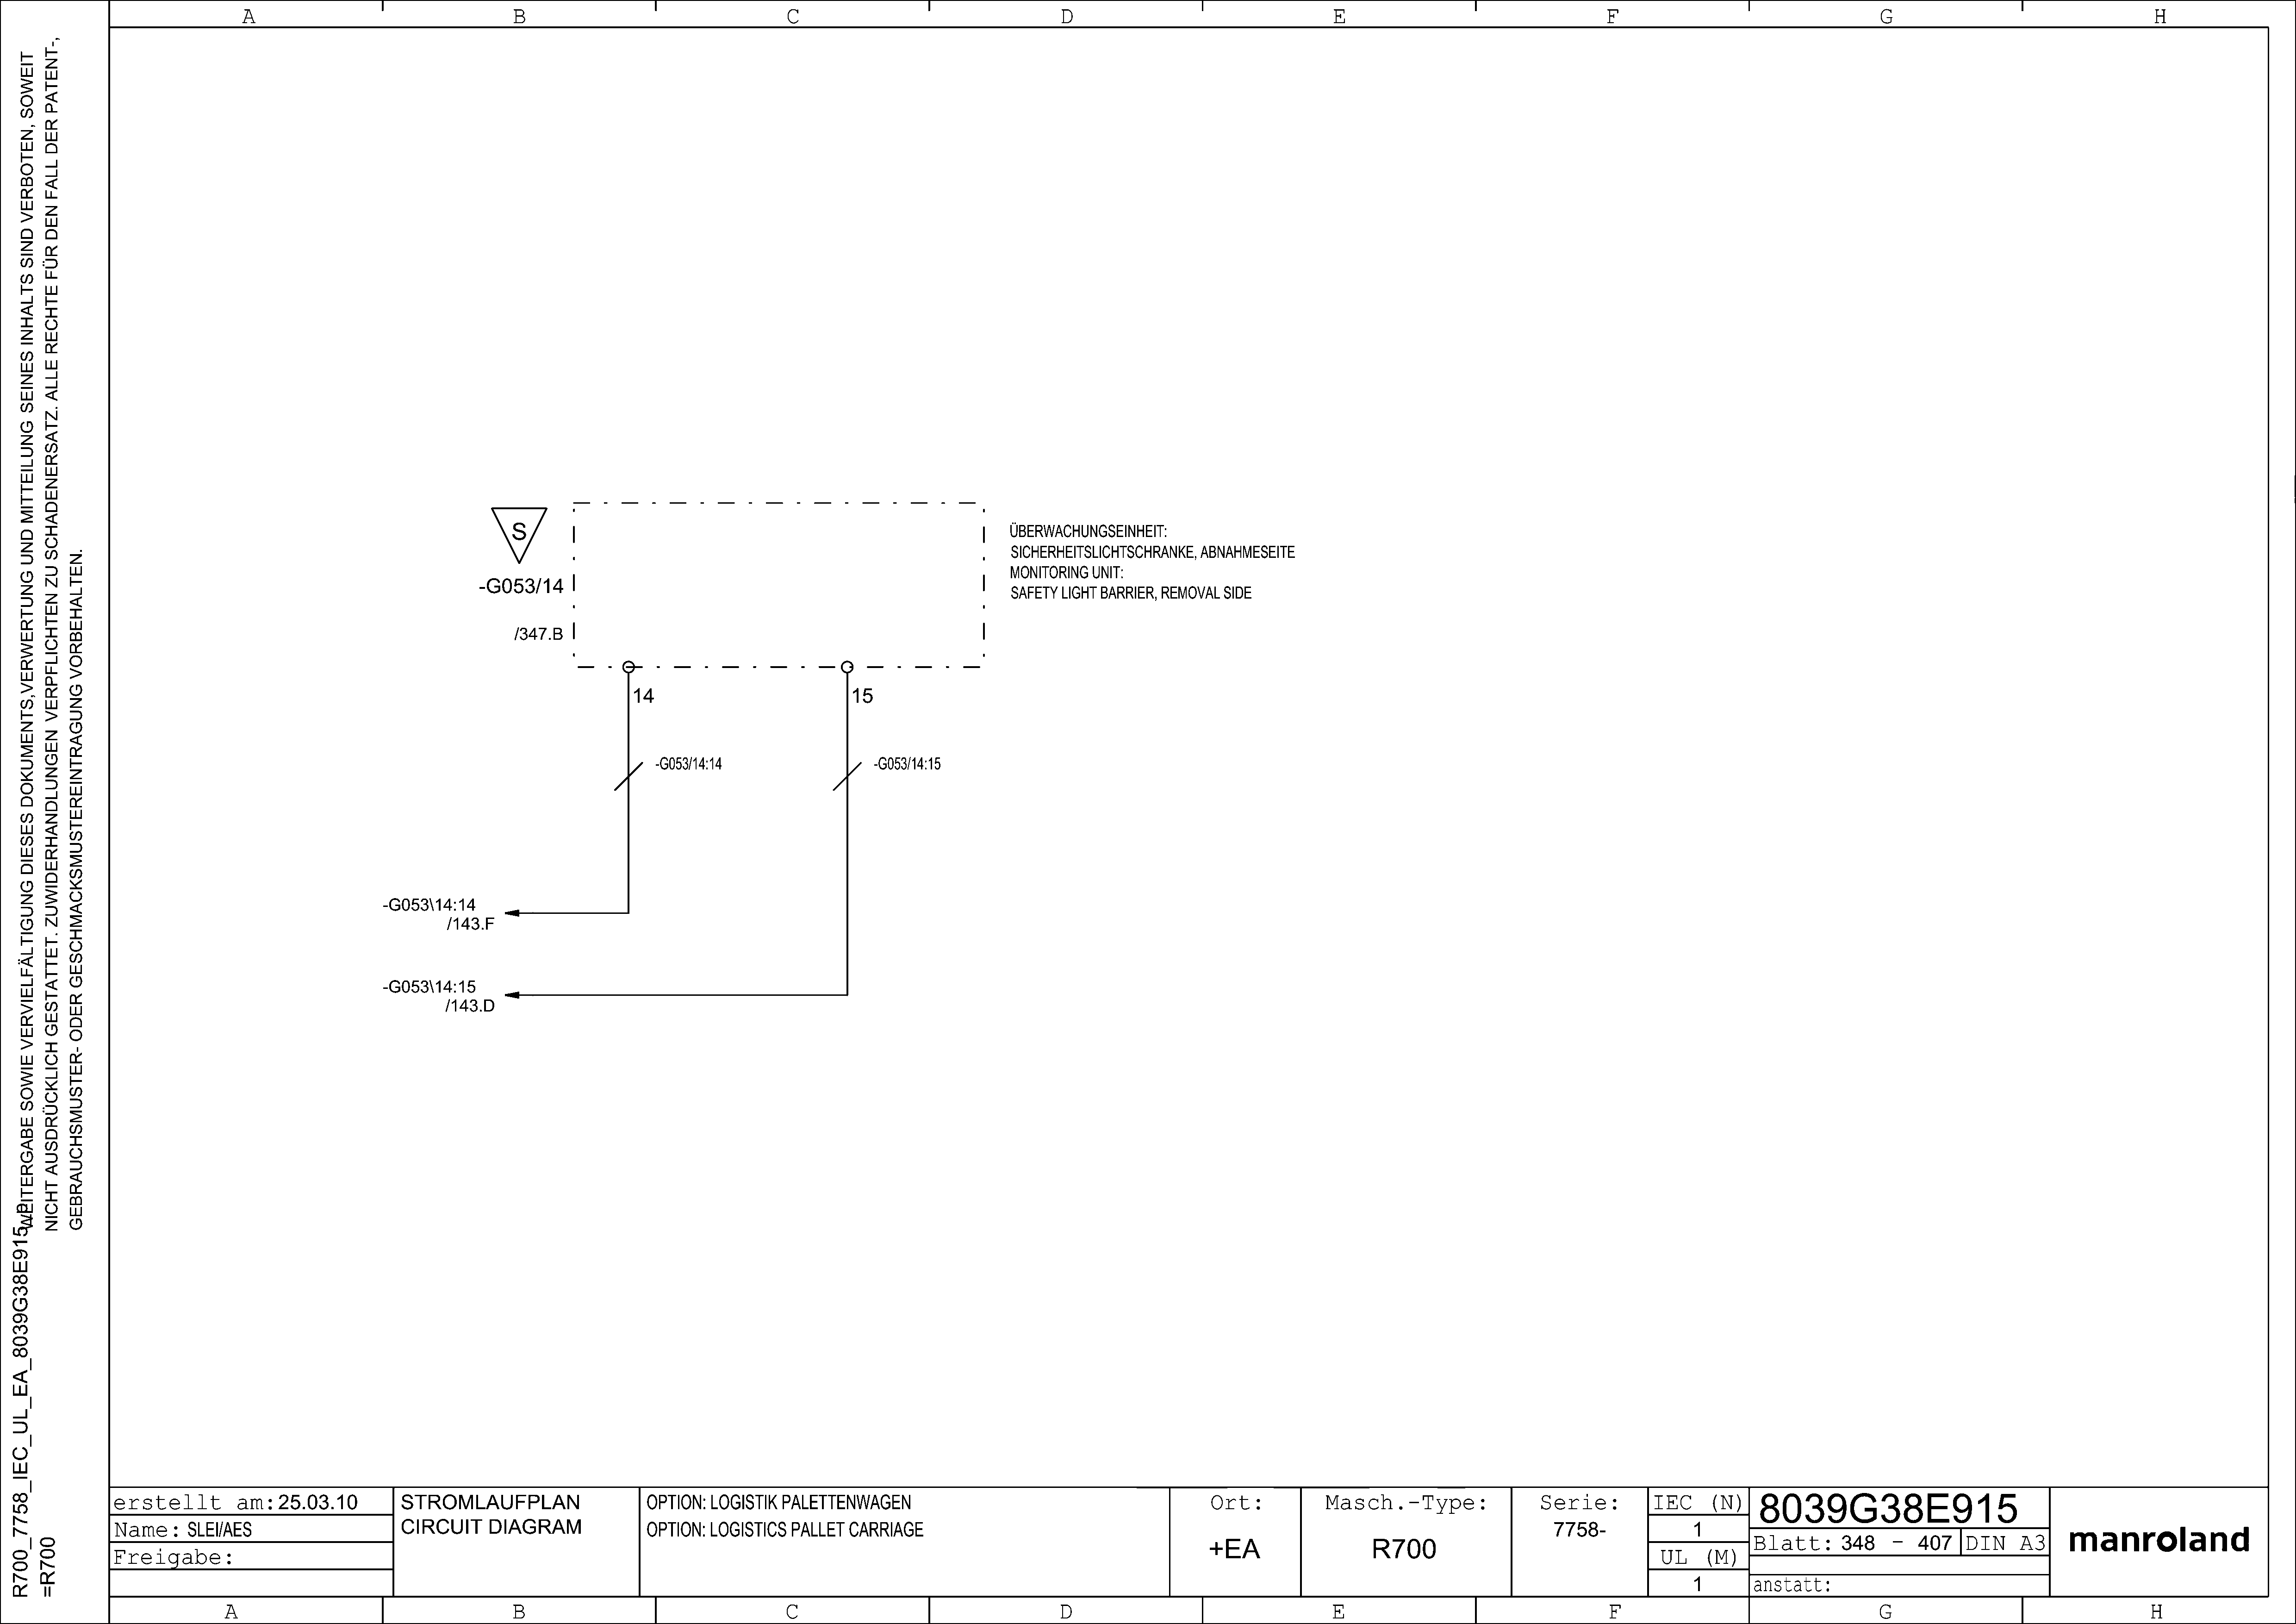 A B C D E F G H
WEITERGABE SOWIE VERVIELFÄLTIGUNG DIESES DOKUMENTS,VERWERTUNG UND MITTEILUNG SEINES INHALTS SIND VERBOTEN, SOWEIT
NICHT AUSDRÜCKLICH GESTATTET. ZUWIDERHANDLUNGEN VERPFLICHTEN ZU SCHADENERSATZ. ALLE RECHTE FÜR DEN FALL DER PATENT-,
GEBRAUCHSMUSTER- ODER GESCHMACKSMUSTEREINTRAGUNG VORBEHALTEN.
S
-G053/14
/347.B
ÜBERWACHUNGSEINHEIT:
SICHERHEITSLICHTSCHRANKE, ABNAHMESEITE
MONITORING UNIT:
SAFETY LIGHT BARRIER, REMOVAL SIDE
14
15
-G053/14:14
-G053/14:15
-G053\14:14
/143.F
-G053\14:15
/143.D
=R700
erstellt am: 25.03.10
Name: SLEI/AES
Freigabe:
STROMLAUFPLAN
CIRCUIT DIAGRAM
OPTION: LOGISTIK PALETTENWAGEN
OPTION: LOGISTICS PALLET CARRIAGE
Ort:
+EA
Masch.-Type:
R700
Serie:
7758-
IEC (N)
1
UL (M)
1
8039G38E915
Blatt: 348 - 407 DIN A3
anstatt:
manroland
A B C D E F G H